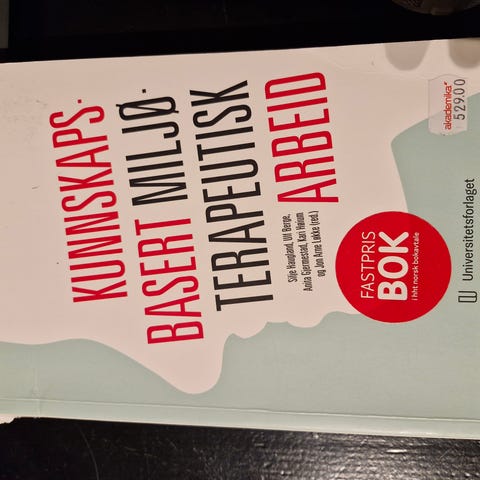 KUNNSKAPS-
BASERT MILJØ-
TERAPEUTISK
ARBEID
Silje Haugland, Ulf Berge,
Anita Gjermestad, Kari Høium
og Jon Arne Løkke (red.)
FASTPRIS
BOK
i hht norsk bokavtale
akademika
529.00
Universitetsforlaget